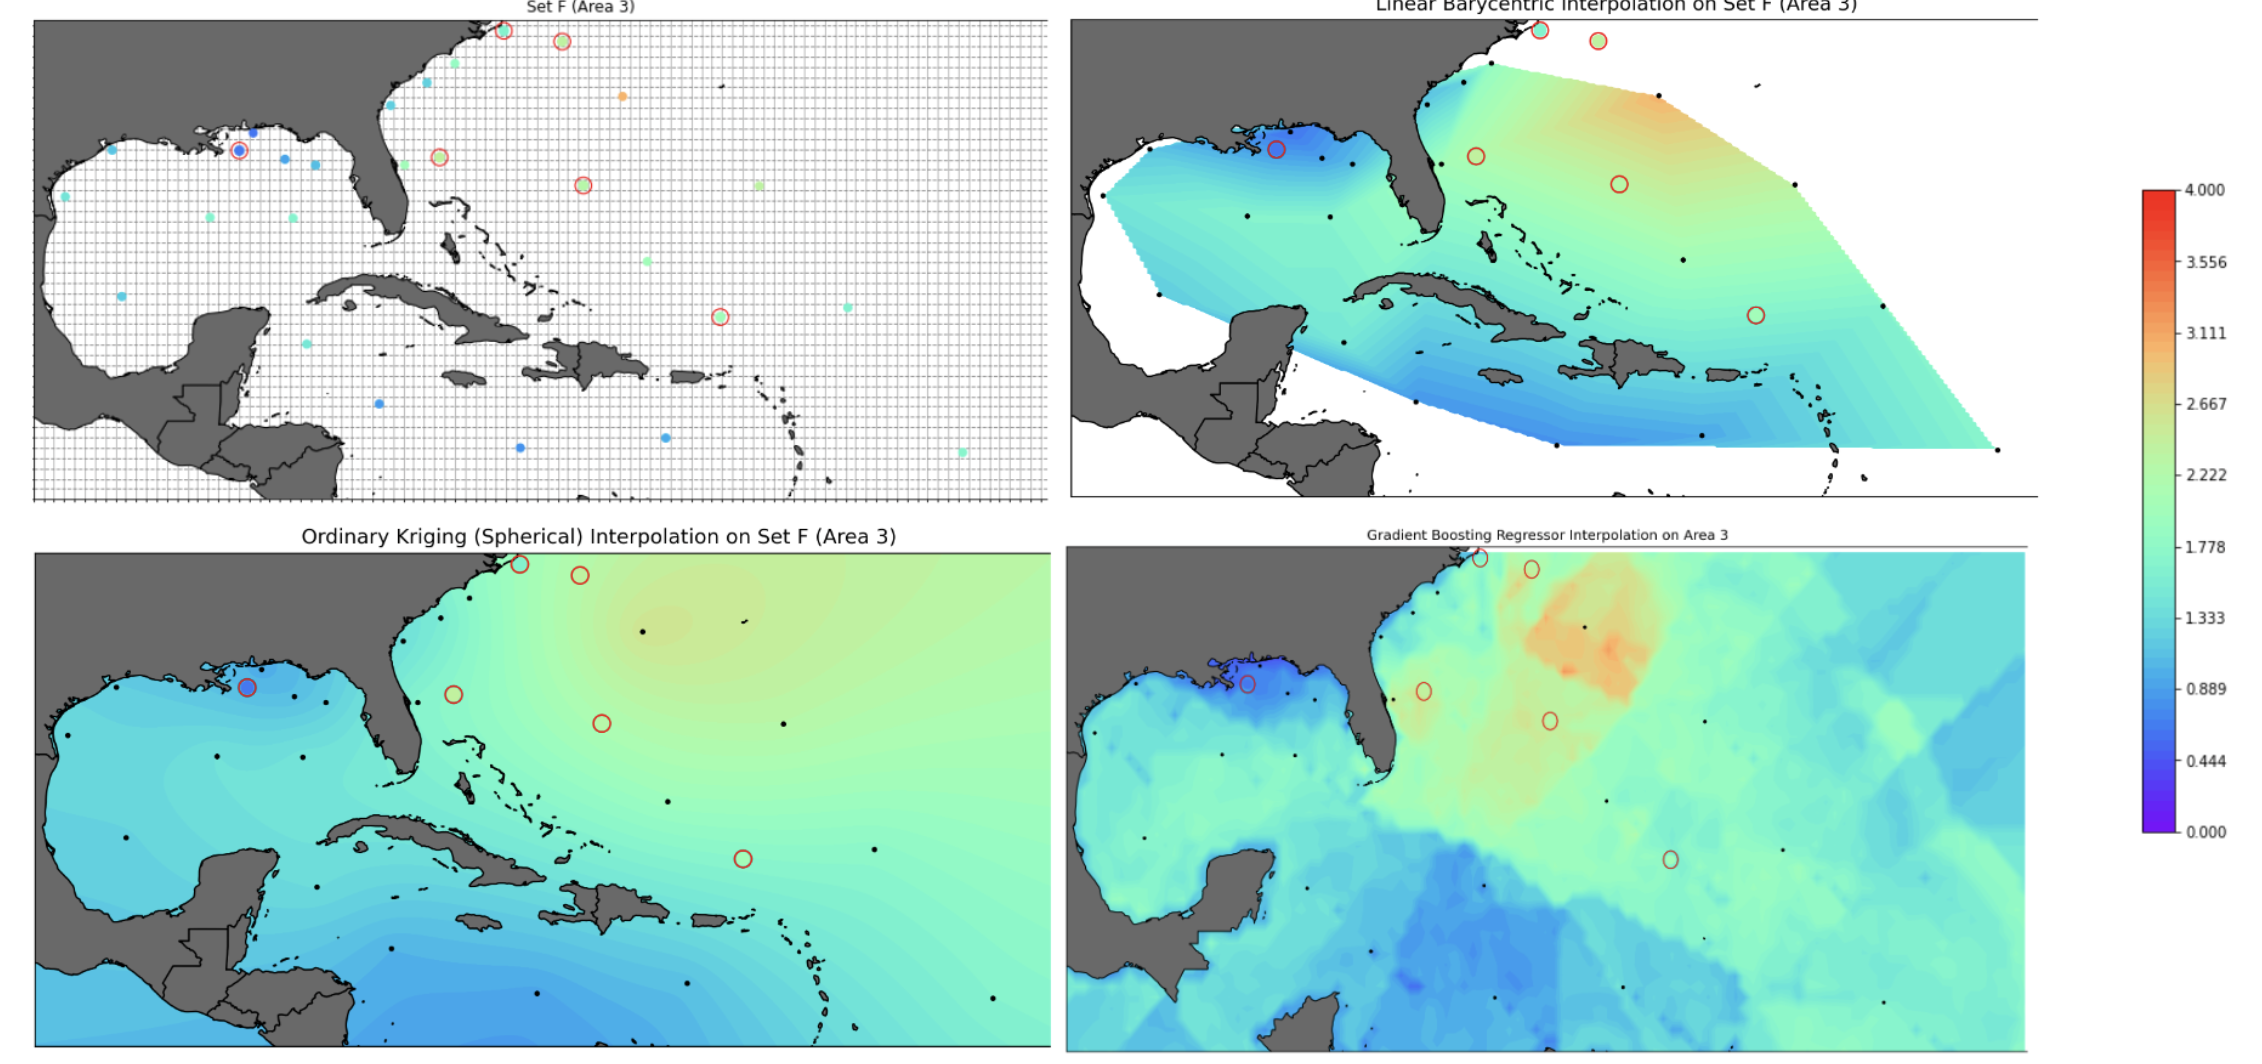 Set F (Area 3)
Linear Barycentric Interpolation on Set F (Area 3)
Ordinary Kriging (Spherical) Interpolation on Set F (Area 3)
Gradient Boosting Regressor Interpolation on Area 3
4.000
3.556
3.111
2.667
2.222
1.778
1.333
0.889
0.444
0.000